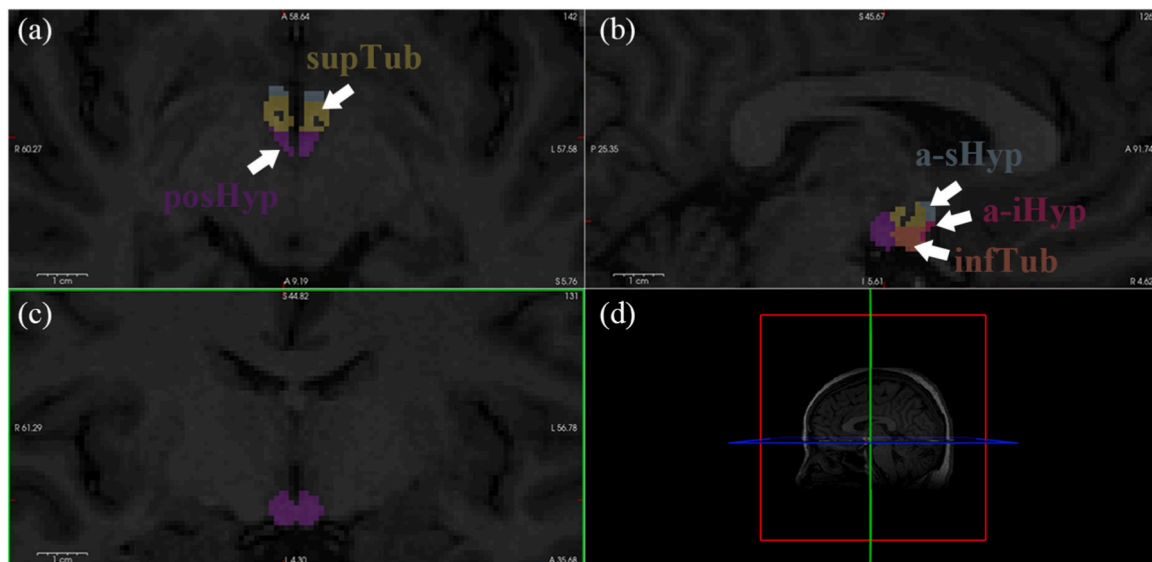 (a)
A 58.64
142
supTub
R 60.27
L 57.58
posHyp
1 cm
A 9.19
S 5.76
(b)
S 45.67
126
a-sHyp
P 25.35
A 91.74
a-iHyp
infTub
1 cm
I 5.61
R 4.62
(c)
S 44.82
131
R 61.29
L 56.78
1 cm
I 4.30
A 35.68
(d)